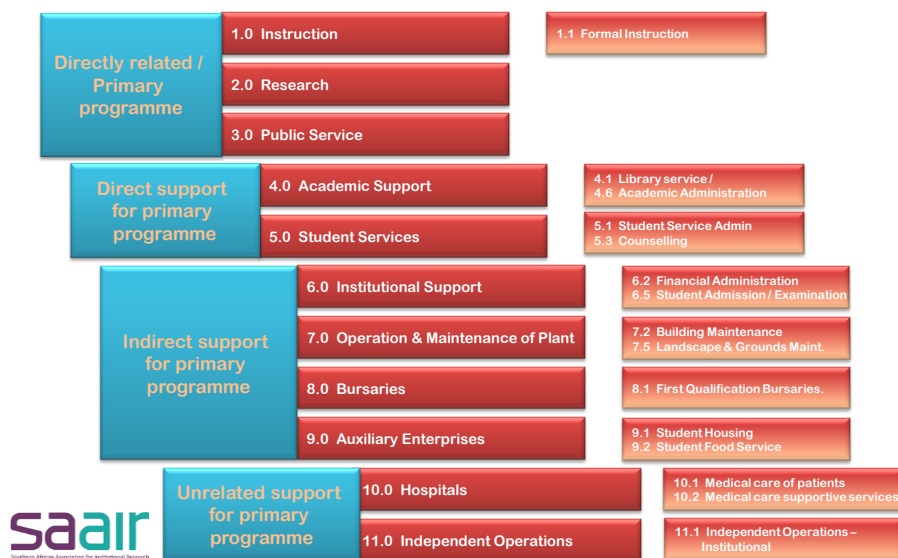 Directly related /
Primary
programme
1.0 Instruction
1.1 Formal Instruction
2.0 Research
3.0 Public Service
Direct support
for primary
programme
4.0 Academic Support
4.1 Library service /
4.6 Academic Administration
5.0 Student Services
5.1 Student Service Admin
5.3 Counselling
Indirect support
for primary
programme
6.0 Institutional Support
6.2 Financial Administration
6.5 Student Admission / Examination
7.0 Operation & Maintenance of Plant
7.2 Building Maintenance
7.5 Landscape & Grounds Maint.
8.0 Bursaries
8.1 First Qualification Bursaries.
9.0 Auxiliary Enterprises
9.1 Student Housing
9.2 Student Food Service
Unrelated support
for primary
programme
10.0 Hospitals
10.1 Medical care of patients
10.2 Medical care supportive services
11.0 Independent Operations
11.1 Independent Operations –
Institutional
saair
Southern African Association for Institutional Research